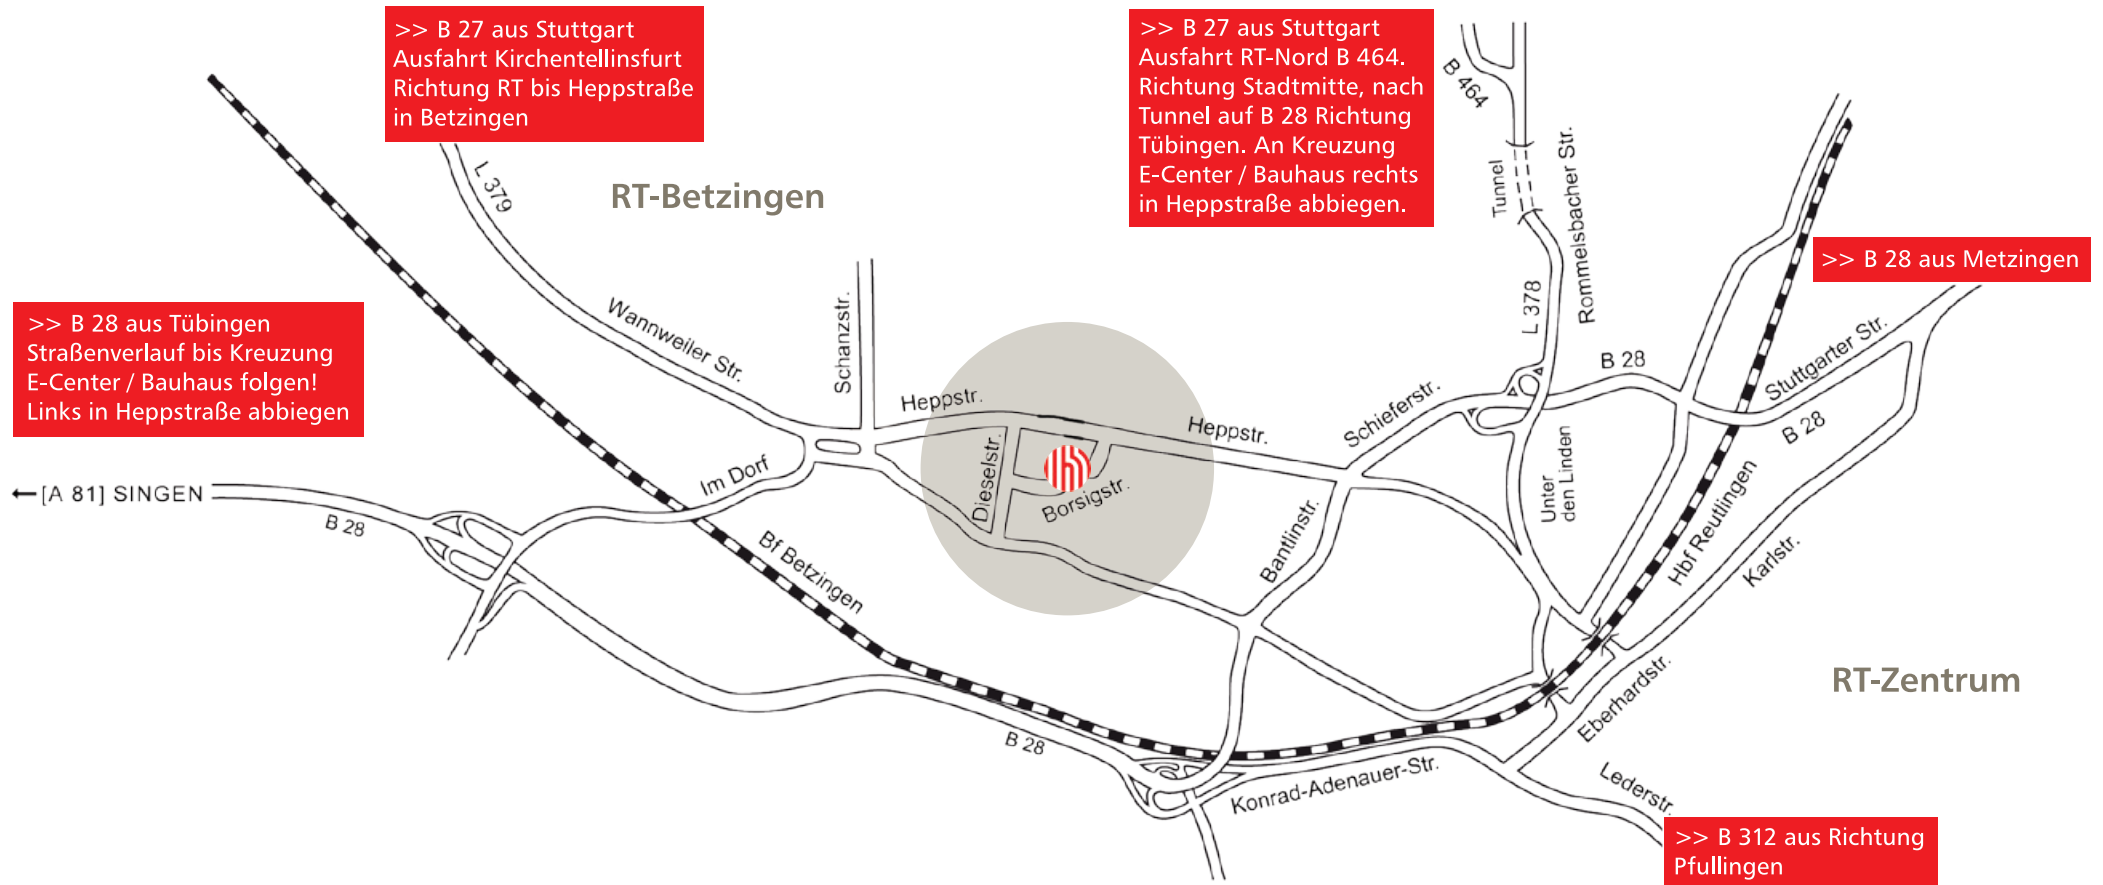 >> B 27 aus Stuttgart
Ausfahrt Kirchentellinsfurt
Richtung RT bis Heppstraße
in Betzingen
>> B 27 aus Stuttgart
Ausfahrt RT-Nord B 464.
Richtung Stadtmitte, nach
Tunnel auf B 28 Richtung
Tübingen. An Kreuzung
E-Center / Bauhaus rechts
in Heppstraße abbiegen.
B 464
Tunnel
Rommelsbacher Str.
L 379
RT-Betzingen
>> B 28 aus Metzingen
>> B 28 aus Tübingen
Straßenverlauf bis Kreuzung
E-Center / Bauhaus folgen!
Links in Heppstraße abbiegen
Wannweiler Str.
Schanzstr.
L 378
B 28
Stuttgarter Str.
B 28
Heppstr.
Heppstr.
Schieferstr.
Dieselstr.
Borsigstr.
Im Dorf
Unter
den Linden
[A 81] SINGEN
B 28
Bf Betzingen
Bantlinstr.
Hbf Reutlingen
Karlstr.
RT-Zentrum
Eberhardstr.
B 28
Konrad-Adenauer-Str.
Lederstr.
>> B 312 aus Richtung
Pfullingen